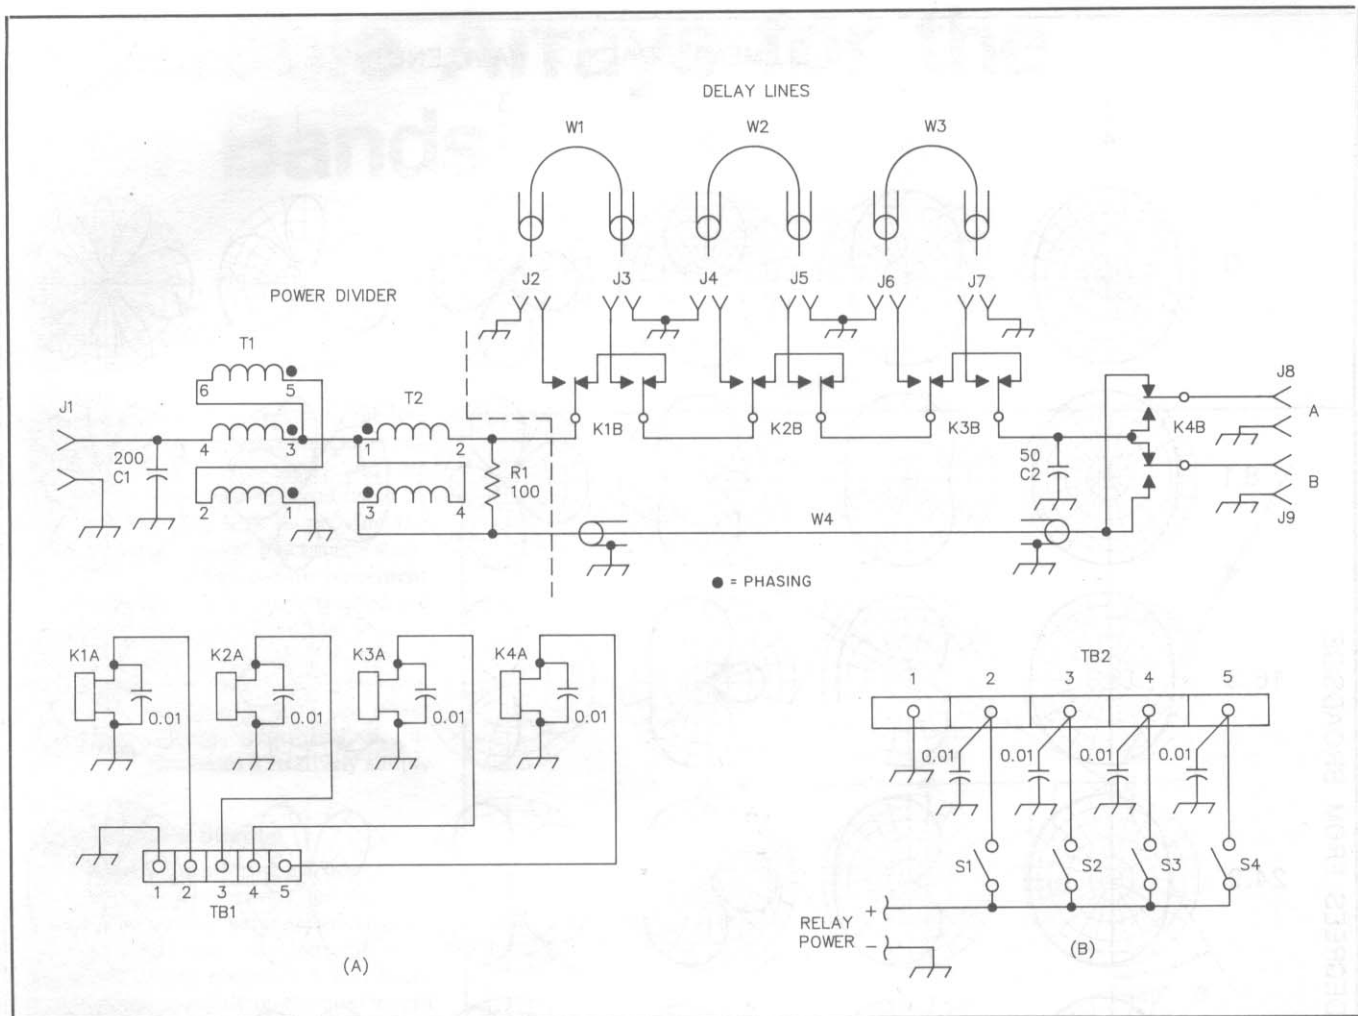 DELAY LINES
W1 W2 W3
J2 J3 J4 J5 J6 J7
POWER DIVIDER
T1
6 5
J1
T2
J8
4 3
1 2
K1B K2B K3B
K4B
A
200
C1
R1
100
50
C2
2 1
3 4
B
J9
W4
● = PHASING
K1A K2A K3A K4A
0.01 0.01 0.01 0.01
1 2 3 4 5
TB1
(A)
TB2
1 2 3 4 5
0.01 0.01 0.01 0.01
S1 S2 S3 S4
RELAY
POWER
+
−
(B)
Bands
DEGREES FROM BROADSIDE